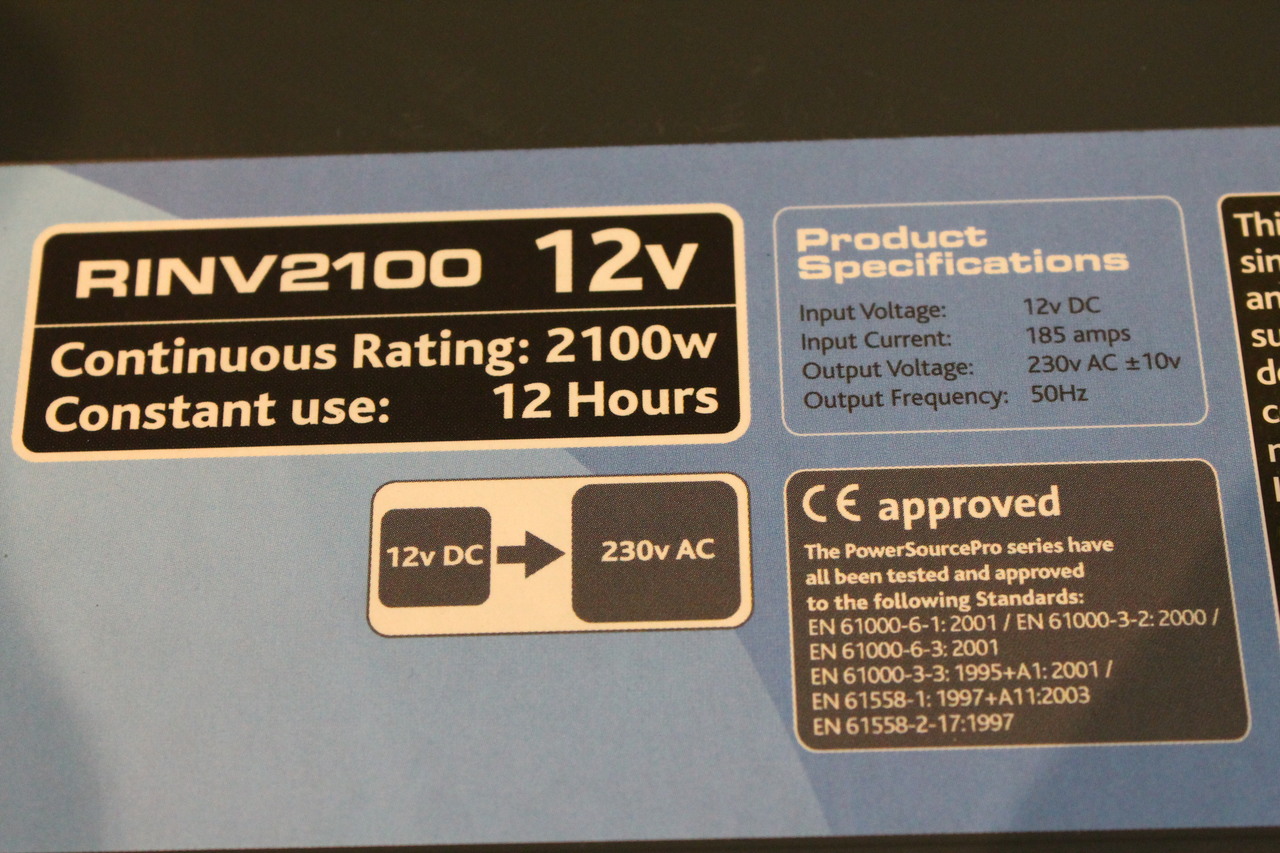 RINV2100 12v
Continuous Rating: 2100w
Constant use: 12 Hours
12v DC 230v AC
Product
Specifications
Input Voltage: 12v DC
Input Current: 185 amps
Output Voltage: 230v AC ±10v
Output Frequency: 50Hz
CE approved
The PowerSourcePro series have
all been tested and approved
to the following Standards:
EN 61000-6-1: 2001 / EN 61000-3-2: 2000 /
EN 61000-6-3: 2001
EN 61000-3-3: 1995+A1: 2001 /
EN 61558-1: 1997+A11:2003
EN 61558-2-17:1997